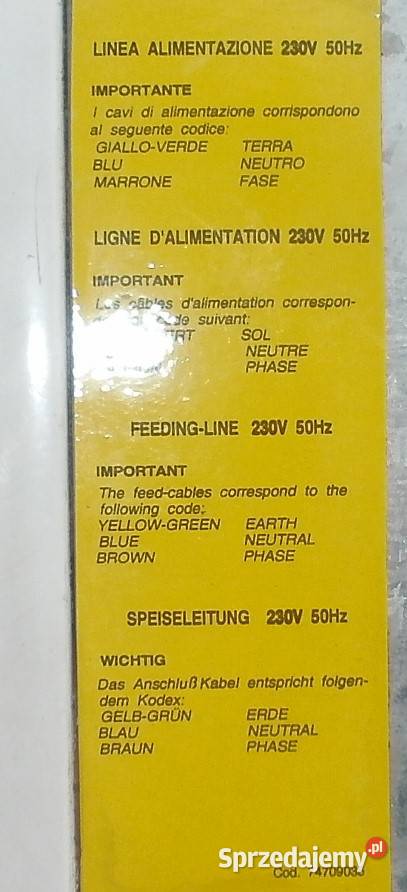 LINEA ALIMENTAZIONE 230V 50Hz
IMPORTANTE
I cavi di alimentazione corrispondono
al seguente codice:
GIALLO-VERDE TERRA
BLU NEUTRO
MARRONE FASE
LIGNE D'ALIMENTATION 230V 50Hz
IMPORTANT
Les câbles d'alimentation correspon-
suivant:
SOL
NEUTRE
PHASE
FEEDING-LINE 230V 50Hz
IMPORTANT
The feed-cables correspond to the
following code:
YELLOW-GREEN EARTH
BLUE NEUTRAL
BROWN PHASE
SPEISELEITUNG 230V 50Hz
WICHTIG
Das Anschluß Kabel entspricht folgen-
dem Kodex:
GELB-GRÜN ERDE
BLAU NEUTRAL
BRAUN PHASE
Cod.
Sprzedajemy.pl